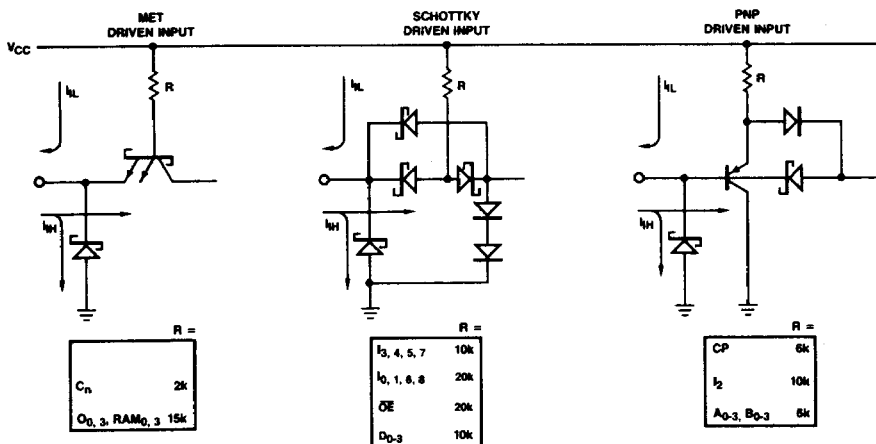 MET
DRIVEN INPUT
SCHOTTKY
DRIVEN INPUT
PNP
DRIVEN INPUT
VCC
IIL
R
IIL
R
IIL
R
IIH
IIH
IIH
R =
Cn 2k
O0, 3, RAM0, 3 15k
R =
I3, 4, 5, 7 10k
I0, 1, 6, 8 20k
O̅E̅ 20k
D0-3 10k
R =
CP 6k
I2 10k
A0-3, B0-3 6k